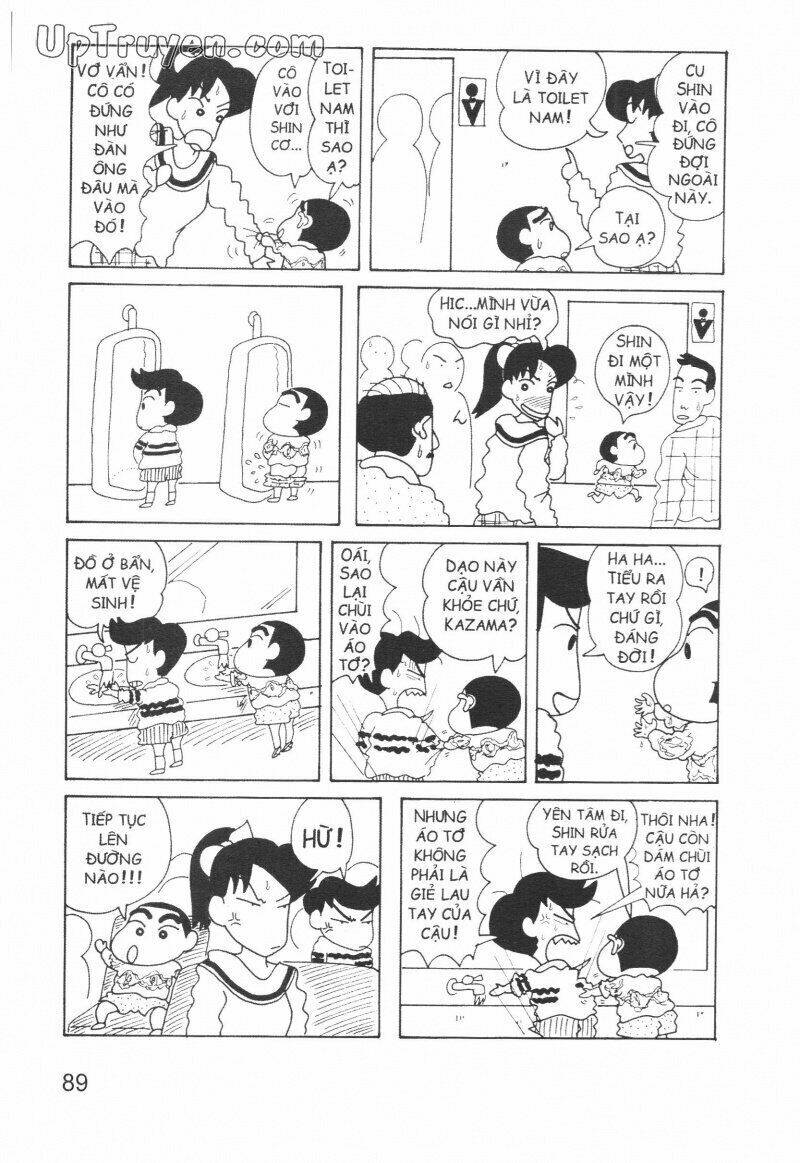 UpTruyen.com
CU
SHIN
VÀO
ĐI, CÔ
ĐỨNG
ĐỢI
NGOÀI
NÀY.
TẠI
SAO Ạ?
VÌ ĐÂY
LÀ TOILET
NAM!
TOI-
LET
NAM
THÌ
SAO
Ạ?
CÔ
VÀO
VỚI
SHIN
CƠ...
VỚ VẨN!
CÔ CÓ
ĐỨNG
NHƯ
ĐÀN
ÔNG
ĐÂU MÀ
VÀO
ĐÓ!
SHIN
ĐI MỘT
MÌNH
VẬY!
HIC...MÌNH VỪA
NÓI GÌ NHỈ?
!
HA HA...
TIỂU RA
TAY RỒI
CHỨ GÌ,
ĐÁNG
ĐỜI!
DẠO NÀY
CẬU VẪN
KHỎE CHỨ,
KAZAMA?
OÁI,
SAO
LẠI
CHÙI
VÀO
ÁO
TỚ?
ĐỒ Ở BẨN,
MẤT VỆ
SINH!
THÔI NHA!
CẬU CÒN
DÁM CHÙI
ÁO TỚ
NỮA HẢ?
YÊN TÂM ĐI,
SHIN RỬA
TAY SẠCH
RỒI.
NHƯNG
ÁO TỚ
KHÔNG
PHẢI LÀ
GIẺ LAU
TAY CỦA
CẬU!
HỪ!
TIẾP TỤC
LÊN
ĐƯỜNG
NÀO!!!
89